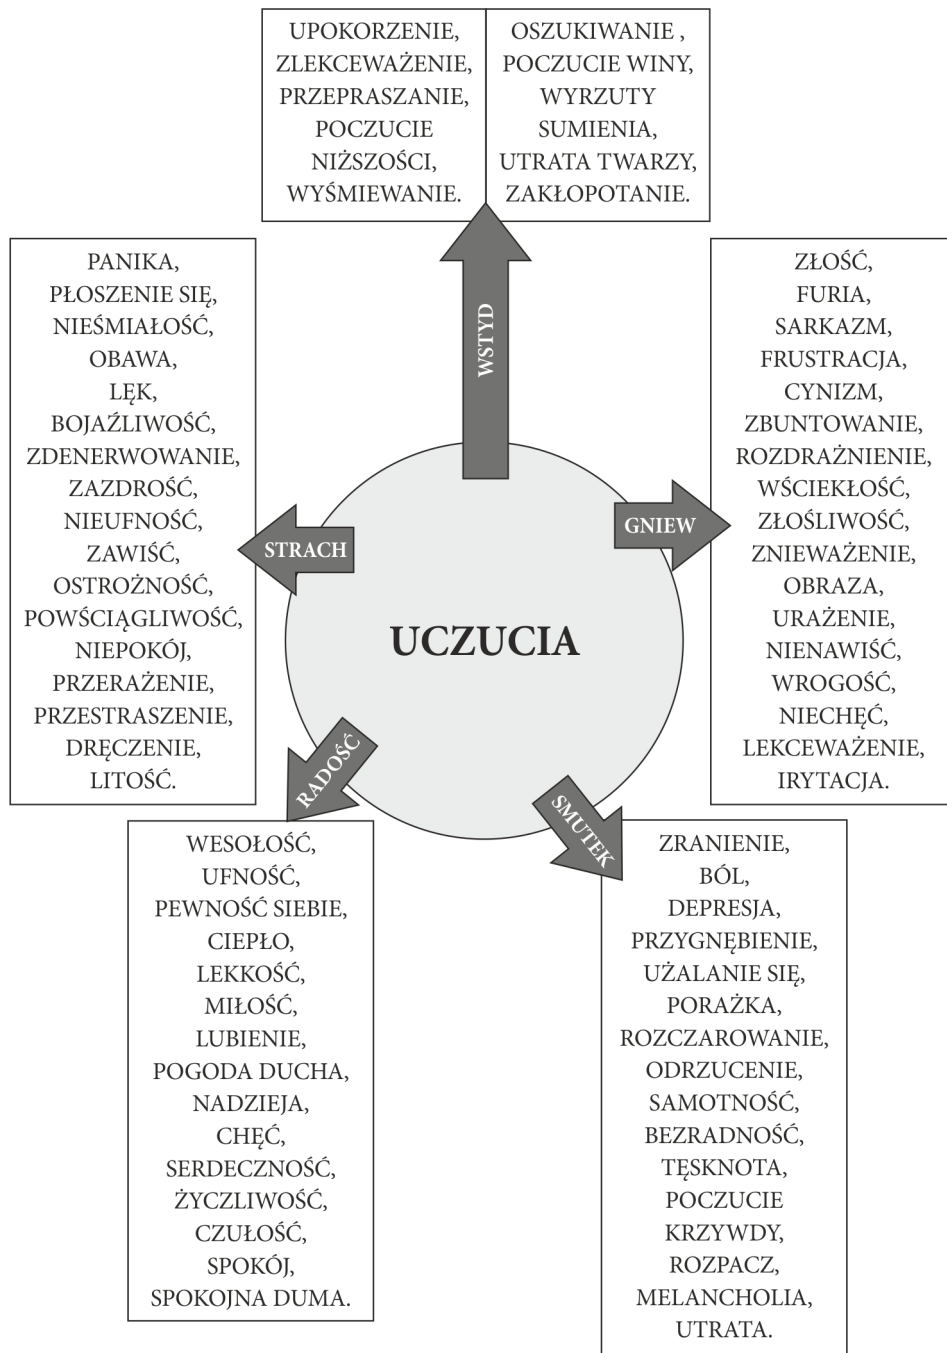 UPOKORZENIE,
ZLEKCEWAŻENIE,
PRZEPRASZANIE,
POCZUCIE
NIŻSZOŚCI,
WYŚMIEWANIE.
OSZUKIWANIE ,
POCZUCIE WINY,
WYRZUTY
SUMIENIA,
UTRATA TWARZY,
ZAKŁOPOTANIE.
WSTYD
PANIKA,
PŁOSZENIE SIĘ,
NIEŚMIAŁOŚĆ,
OBAWA,
LĘK,
BOJAŹLIWOŚĆ,
ZDENERWOWANIE,
ZAZDROŚĆ,
NIEUFNOŚĆ,
ZAWIŚĆ,
OSTROŻNOŚĆ,
POWŚCIĄGLIWOŚĆ,
NIEPOKÓJ,
PRZERAŻENIE,
PRZESTRASZENIE,
DRĘCZENIE,
LITOŚĆ.
STRACH
UCZUCIA
GNIEW
ZŁOŚĆ,
FURIA,
SARKAZM,
FRUSTRACJA,
CYNIZM,
ZBUNTOWANIE,
ROZDRAŻNIENIE,
WŚCIEKŁOŚĆ,
ZŁOŚLIWOŚĆ,
ZNIEWAŻENIE,
OBRAZA,
URAŻENIE,
NIENAWIŚĆ,
WROGOŚĆ,
NIECHĘĆ,
LEKCEWAŻENIE,
IRYTACJA.
RADOŚĆ
WESOŁOŚĆ,
UFNOŚĆ,
PEWNOŚĆ SIEBIE,
CIEPŁO,
LEKKOŚĆ,
MIŁOŚĆ,
LUBIENIE,
POGODA DUCHA,
NADZIEJA,
CHĘĆ,
SERDECZNOŚĆ,
ŻYCZLIWOŚĆ,
CZUŁOŚĆ,
SPOKÓJ,
SPOKOJNA DUMA.
SMUTEK
ZRANIENIE,
BÓL,
DEPRESJA,
PRZYGNĘBIENIE,
UŻALANIE SIĘ,
PORAŻKA,
ROZCZAROWANIE,
ODRZUCENIE,
SAMOTNOŚĆ,
BEZRADNOŚĆ,
TĘSKNOTA,
POCZUCIE
KRZYWDY,
ROZPACZ,
MELANCHOLIA,
UTRATA.